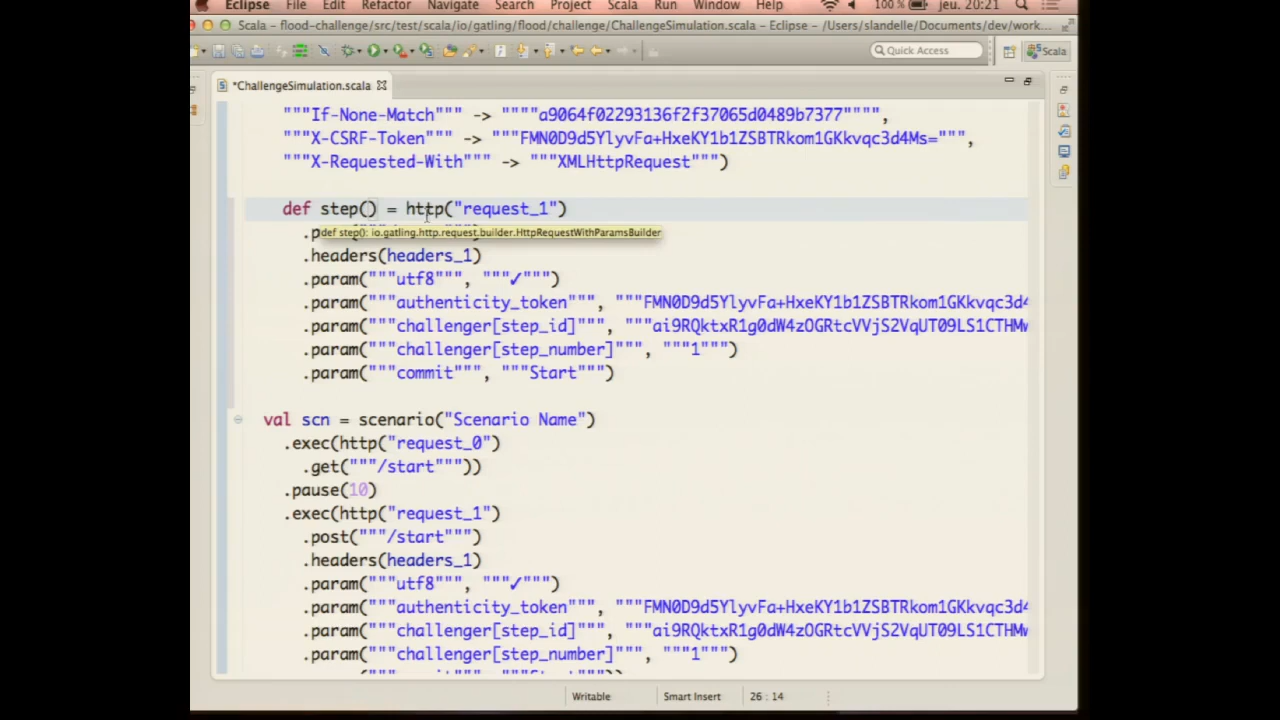 Eclipse File Edit Refactor Navigate Search Project Scala Run Window Help 100 % jeu. 20:21
Scala – flood-challenge/src/test/scala/io/gatling/flood/challenge/ChallengeSimulation.scala – Eclipse – /Users/slandelle/Documents/dev/work...
Quick Access
Scala
*ChallengeSimulation.scala
"""If-None-Match""" -> """"a9064f02293136f2f37065d0489b7377"""",
"""X-CSRF-Token""" -> """FMN0D9d5YlyvFa+HxeKY1b1ZSBTRkom1GKkvqc3d4Ms=""",
"""X-Requested-With""" -> """XMLHttpRequest""")
def step() = http("request_1")
.p
def step(): io.gatling.http.request.builder.HttpRequestWithParamsBuilder
.headers(headers_1)
.param("""utf8""", """✓""")
.param("""authenticity_token""", """FMN0D9d5YlyvFa+HxeKY1b1ZSBTRkom1GKkvqc3d4
.param("""challenger[step_id]""", """ai9RQktxR1g0dW4zOGRtcVVjS2VqUT09LS1CTHM
.param("""challenger[step_number]""", """1""")
.param("""commit""", """Start""")
val scn = scenario("Scenario Name")
.exec(http("request_0")
.get("""/start"""))
.pause(10)
.exec(http("request_1")
.post("""/start""")
.headers(headers_1)
.param("""utf8""", """✓""")
.param("""authenticity_token""", """FMN0D9d5YlyvFa+HxeKY1b1ZSBTRkom1GKkvqc3d4
.param("""challenger[step_id]""", """ai9RQktxR1g0dW4zOGRtcVVjS2VqUT09LS1CTHM
.param("""challenger[step_number]""", """1""")
Writable Smart Insert 26 : 14